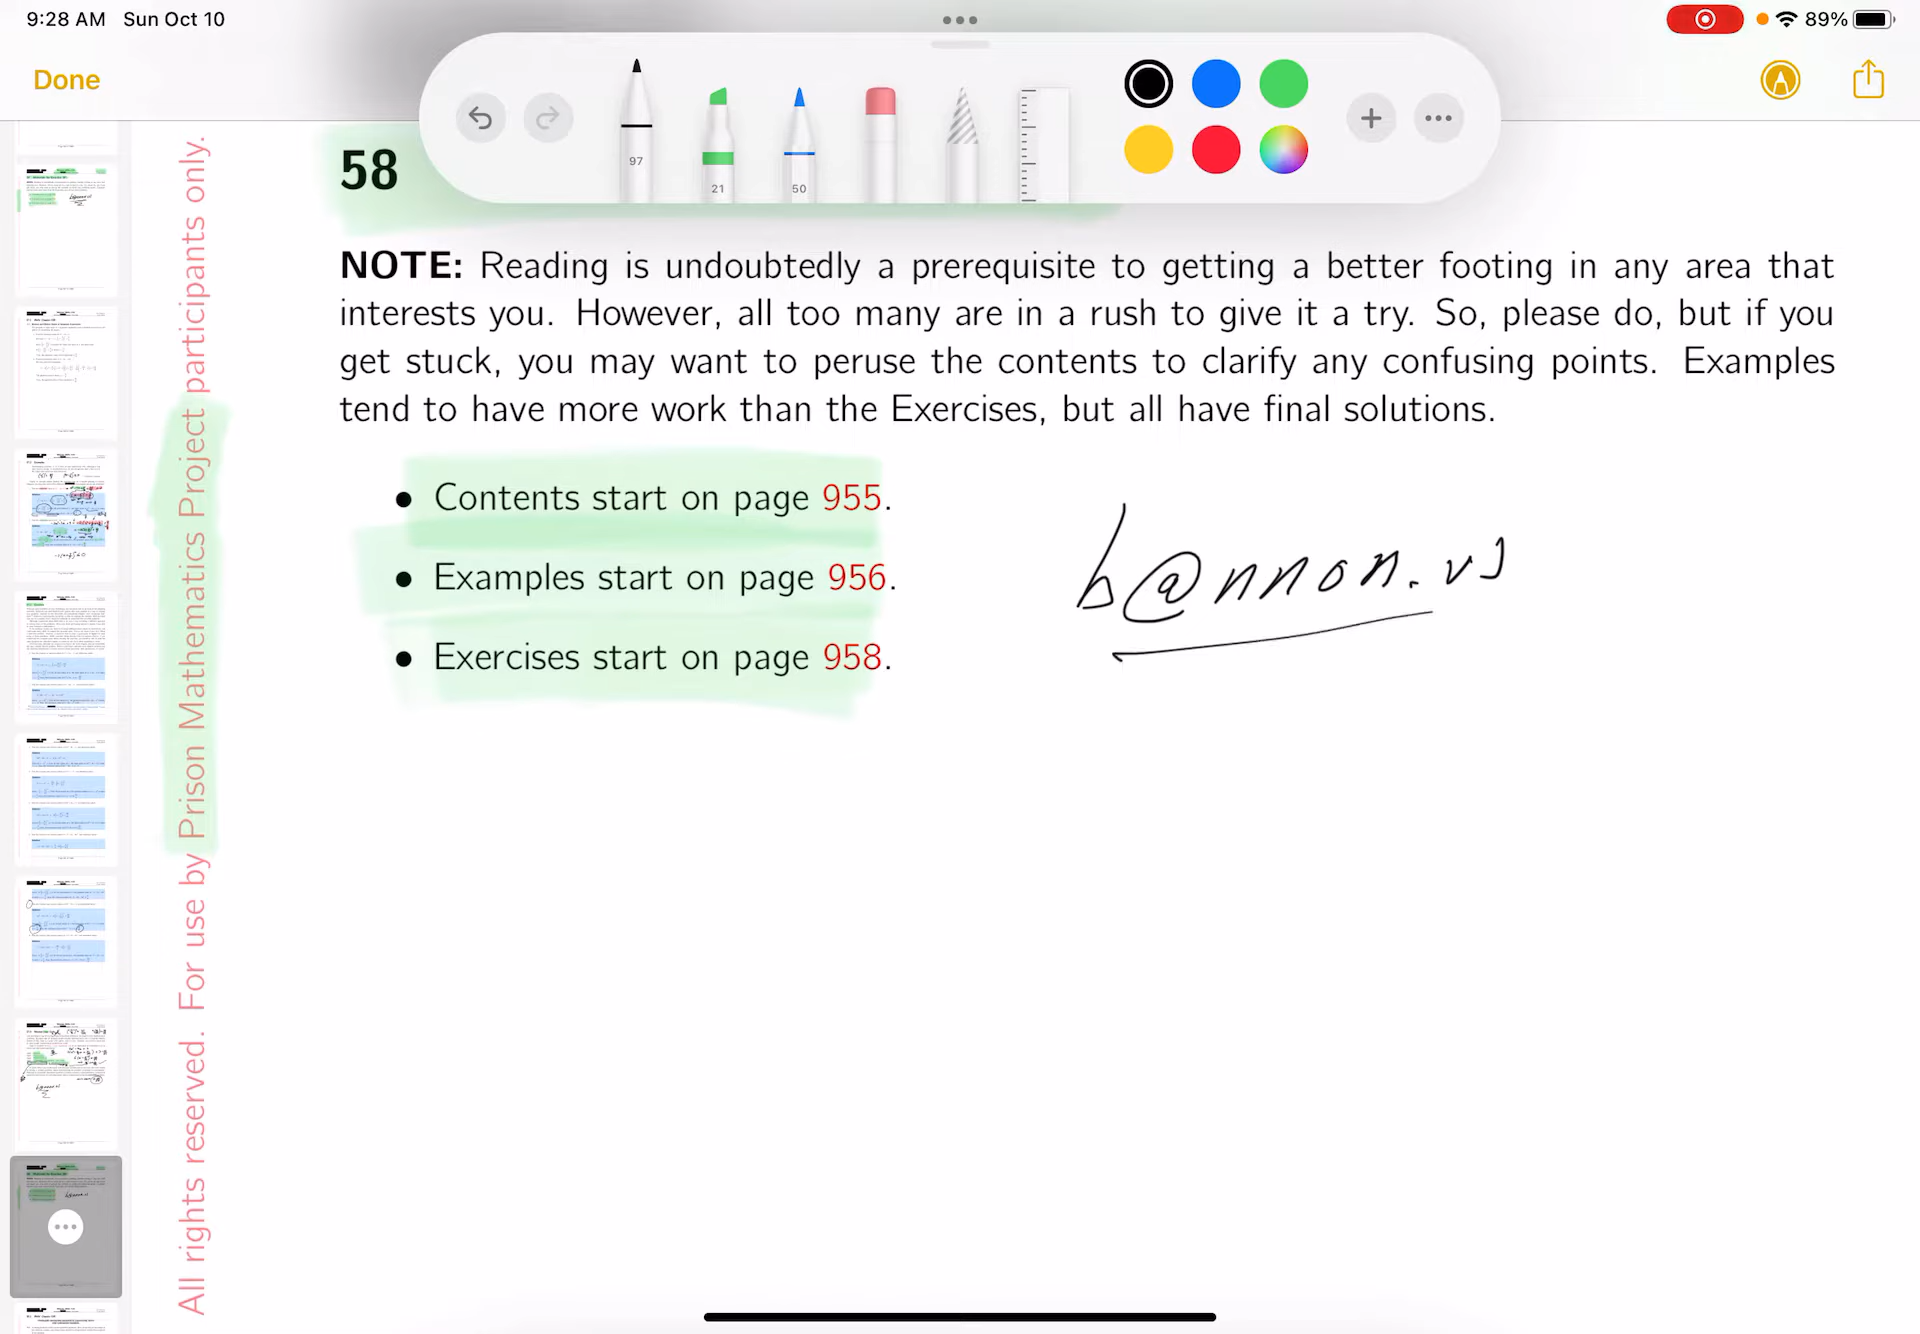 9:28 AM Sun Oct 10
89%
Done
97
21
50
58
NOTE: Reading is undoubtedly a prerequisite to getting a better footing in any area that
interests you. However, all too many are in a rush to give it a try. So, please do, but if you
get stuck, you may want to peruse the contents to clarify any confusing points. Examples
tend to have more work than the Exercises, but all have final solutions.
• Contents start on page 955.
• Examples start on page 956.
• Exercises start on page 958.
b@nnon.us
All rights reserved. For use by Prison Mathematics Project participants only.